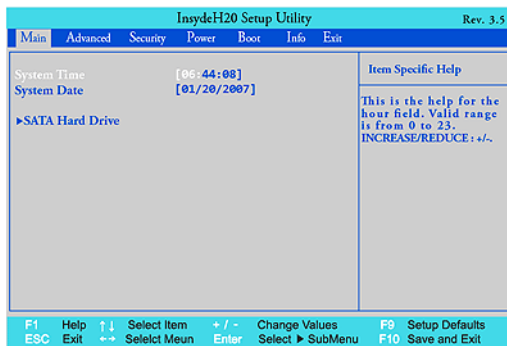 InsydeH20 Setup Utility Rev. 3.5
Main Advanced Security Power Boot Info Exit
System Time [06:44:08]
System Date [01/20/2007]
▶SATA Hard Drive
Item Specific Help
This is the help for the
hour field. Valid range
is from 0 to 23.
INCREASE/REDUCE : +/-.
F1 Help ↑↓ Select Item + / - Change Values F9 Setup Defaults
ESC Exit ←→ Selelct Meun Enter Select ▶ SubMenu F10 Save and Exit